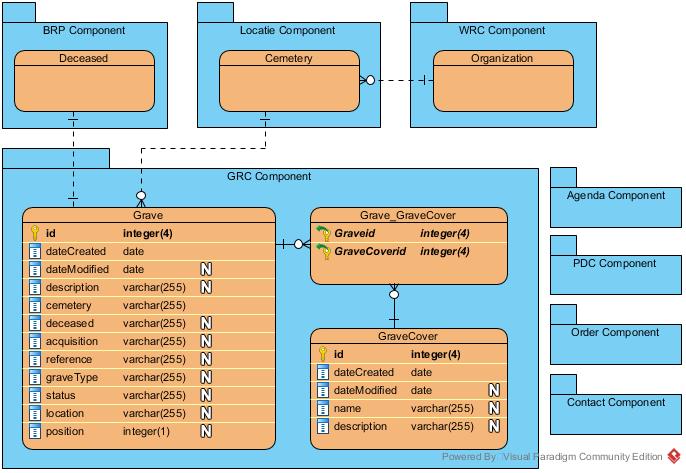 BRP Component
Deceased
Locatie Component
Cemetery
WRC Component
Organization
GRC Component
Grave
id integer(4)
dateCreated date
dateModified date N
description varchar(255) N
cemetery varchar(255)
deceased varchar(255) N
acquisition varchar(255) N
reference varchar(255) N
graveType varchar(255) N
status varchar(255) N
location varchar(255) N
position integer(1) N
Grave_GraveCover
Graveid integer(4)
GraveCoverid integer(4)
GraveCover
id integer(4)
dateCreated date
dateModified date N
name varchar(255) N
description varchar(255) N
Agenda Component
PDC Component
Order Component
Contact Component
Powered By Visual Paradigm Community Edition